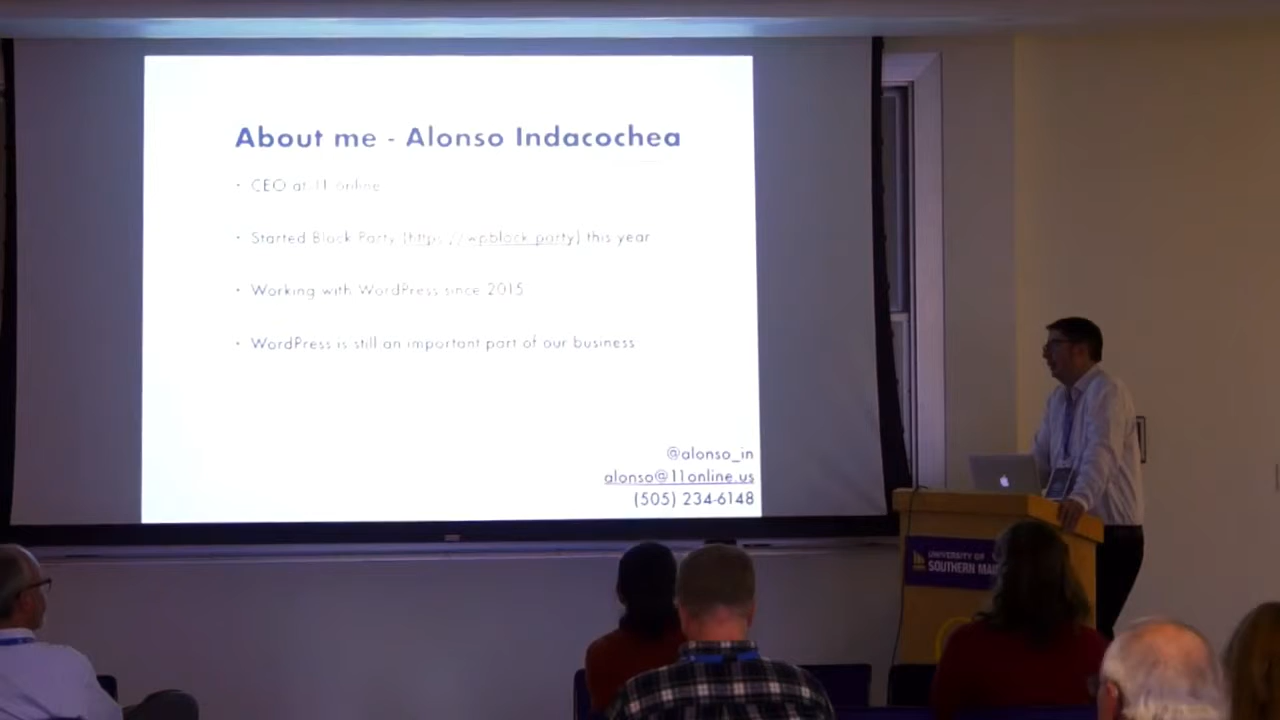 About me - Alonso Indacochea
• CEO at 11 online
• Started Block Party (https://wpblock.party) this year
• Working with WordPress since 2015
• WordPress is still an important part of our business
@alonso_in
alonso@11online.us
(505) 234-6148
UNIVERSITY OF
SOUTHERN